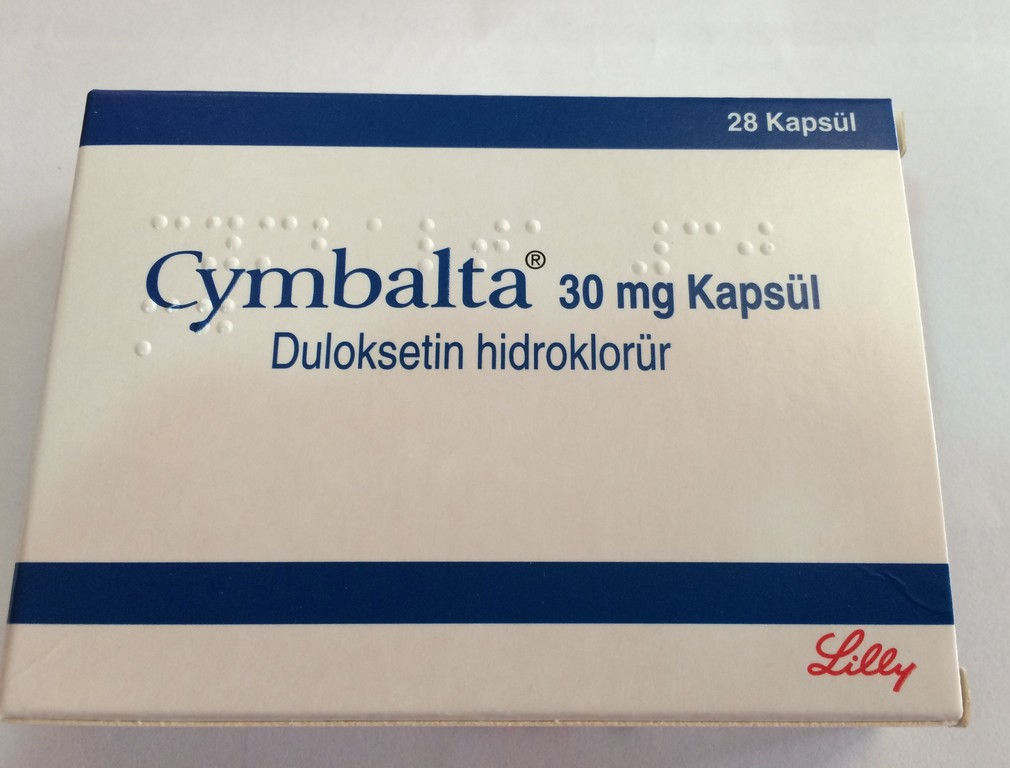 28 Kapsül
Cymbalta® 30 mg Kapsül
Duloksetin hidroklorür
Lilly